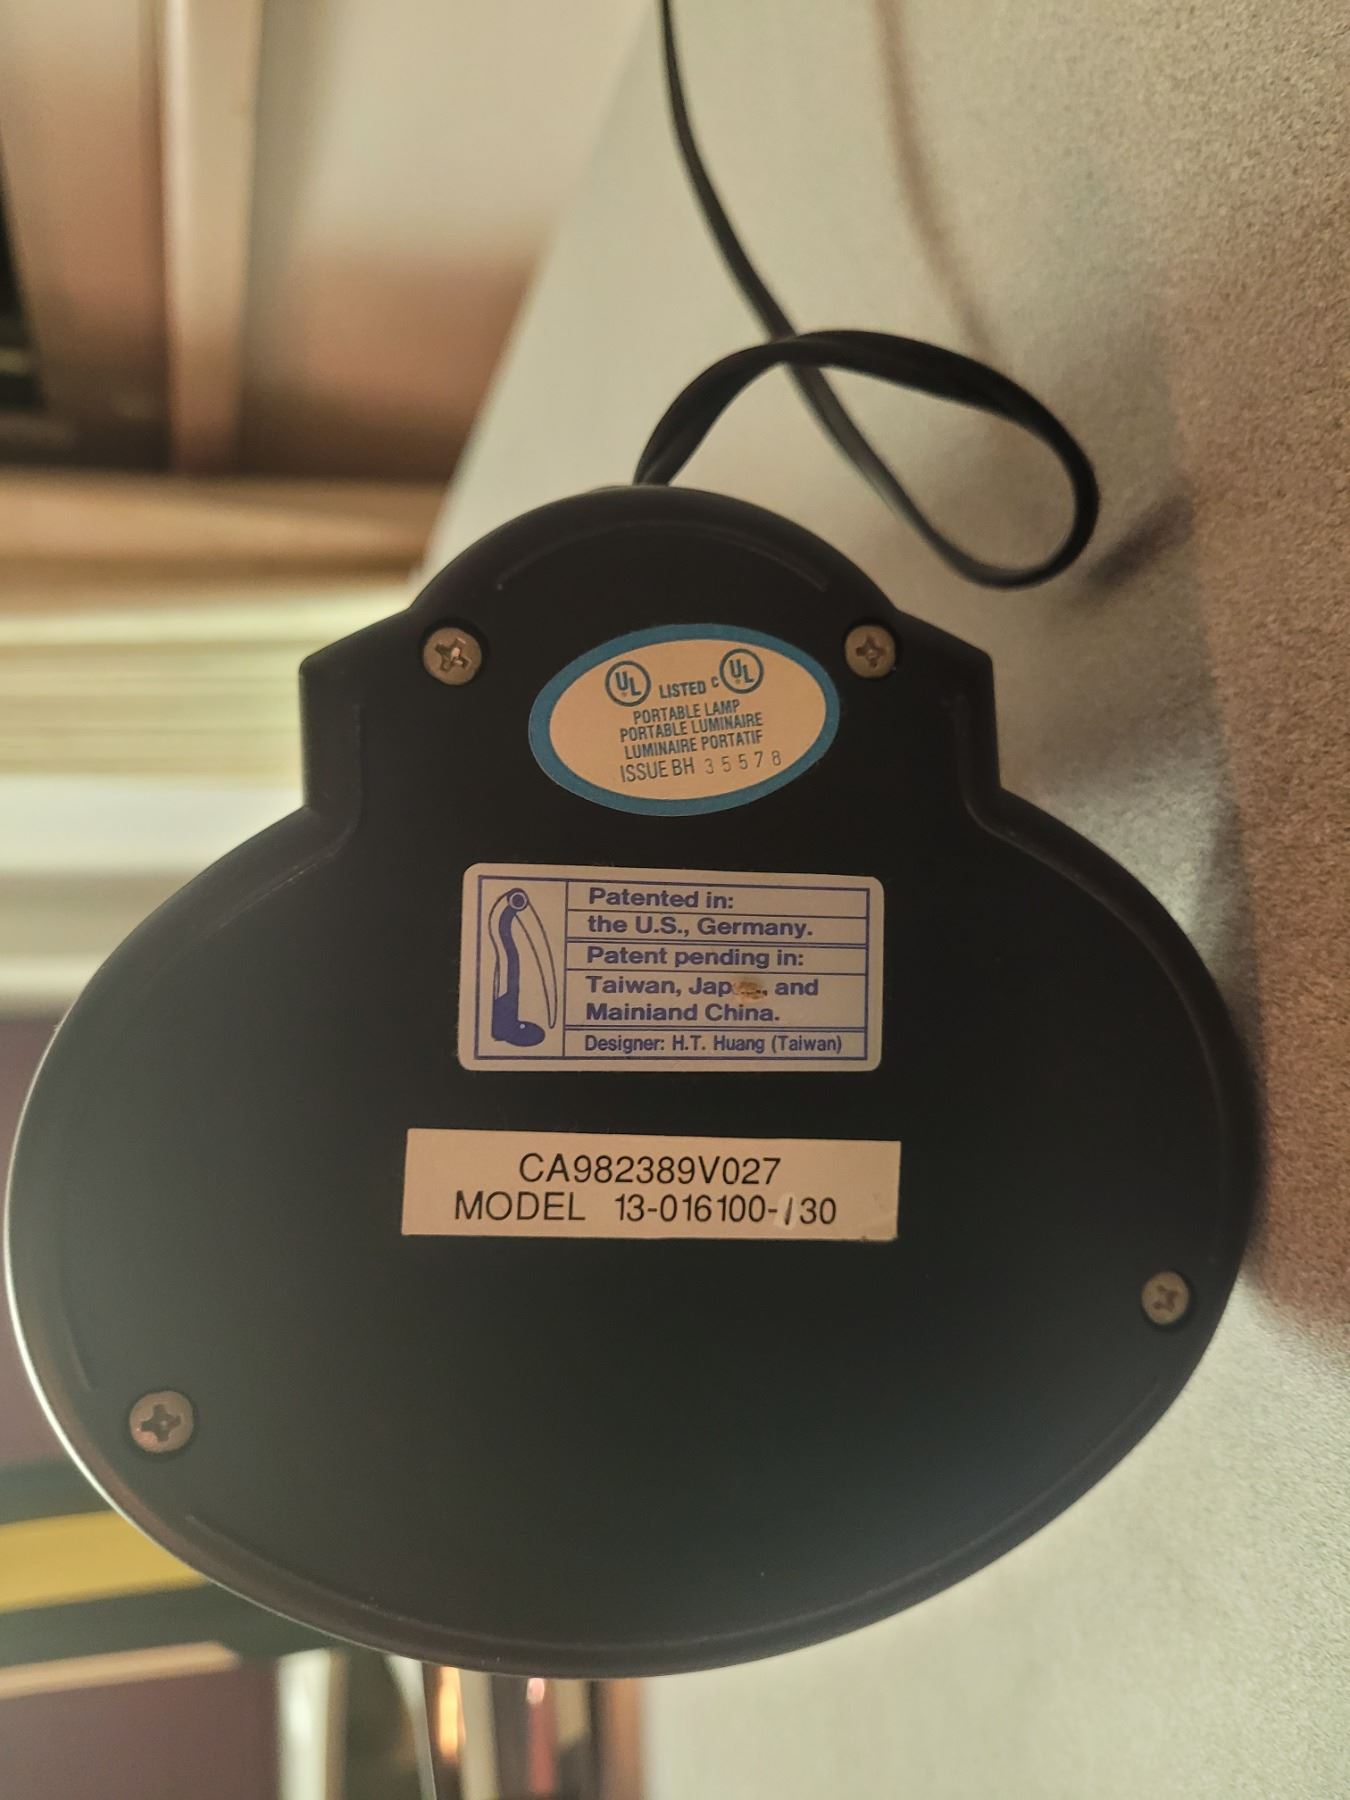 UL LISTED C UL
PORTABLE LAMP
PORTABLE LUMINAIRE
LUMINAIRE PORTATIF
ISSUE BH 35578
Patented in:
the U.S., Germany.
Patent pending in:
Taiwan, and
Mainiand China.
Designer: H.T. Huang (Taiwan)
CA982389V027
MODEL 13-016100-/30